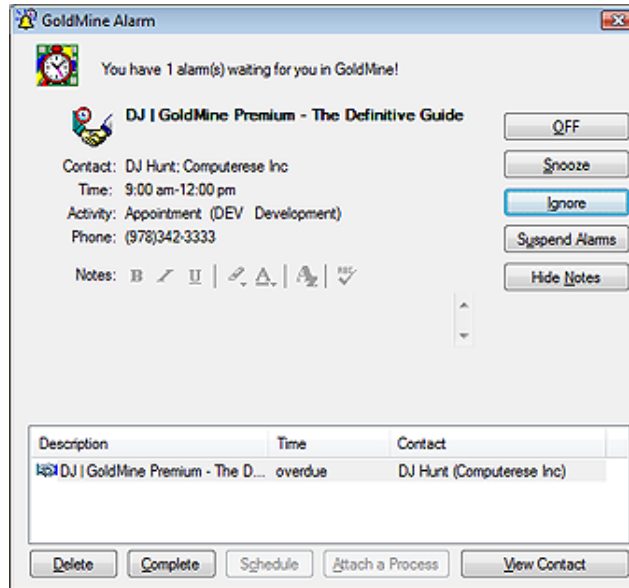 GoldMine Alarm
You have 1 alarm(s) waiting for you in GoldMine!
DJ | GoldMine Premium - The Definitive Guide
OFF
Contact: DJ Hunt; Computerese Inc
Snooze
Time: 9:00 am-12:00 pm
Ignore
Activity: Appointment (DEV Development)
Phone: (978)342-3333
Suspend Alarms
Notes: B I U A A Z ABC
Hide Notes
Description Time Contact
DJ | GoldMine Premium - The D... overdue DJ Hunt (Computerese Inc)
Delete Complete Schedule Attach a Process View Contact